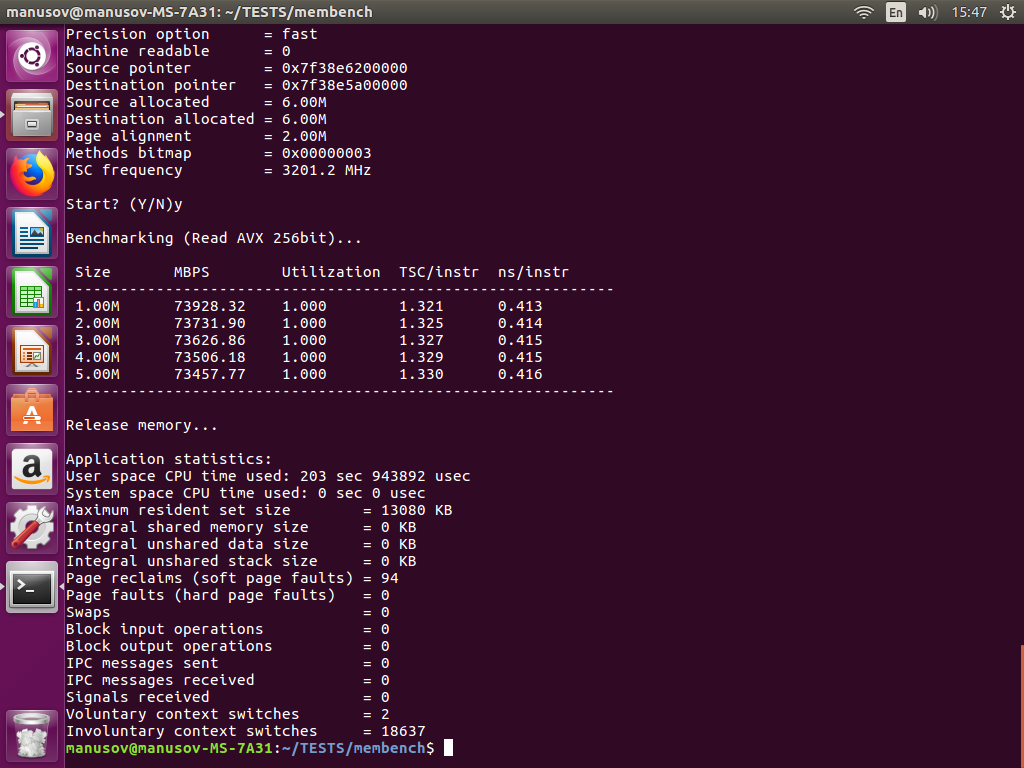 manusov@manusov-MS-7A31: ~/TESTS/membench En 15:47
Precision option      = fast
Machine readable      = 0
Source pointer        = 0x7f38e6200000
Destination pointer   = 0x7f38e5a00000
Source allocated      = 6.00M
Destination allocated = 6.00M
Page alignment        = 2.00M
Methods bitmap        = 0x00000003
TSC frequency         = 3201.2 MHz
Start? (Y/N)y
Benchmarking (Read AVX 256bit)...
 Size       MBPS        Utilization  TSC/instr  ns/instr
-------------------------------------------------------------
 1.00M      73928.32    1.000        1.321      0.413
 2.00M      73731.90    1.000        1.325      0.414
 3.00M      73626.86    1.000        1.327      0.415
 4.00M      73506.18    1.000        1.329      0.415
 5.00M      73457.77    1.000        1.330      0.416
-------------------------------------------------------------
Release memory...
Application statistics:
User space CPU time used: 203 sec 943892 usec
System space CPU time used: 0 sec 0 usec
Maximum resident set size        = 13080 KB
Integral shared memory size      = 0 KB
Integral unshared data size      = 0 KB
Integral unshared stack size     = 0 KB
Page reclaims (soft page faults) = 94
Page faults (hard page faults)   = 0
Swaps                            = 0
Block input operations           = 0
Block output operations          = 0
IPC messages sent                = 0
IPC messages received            = 0
Signals received                 = 0
Voluntary context switches       = 2
Involuntary context switches     = 18637
manusov@manusov-MS-7A31:~/TESTS/membench$